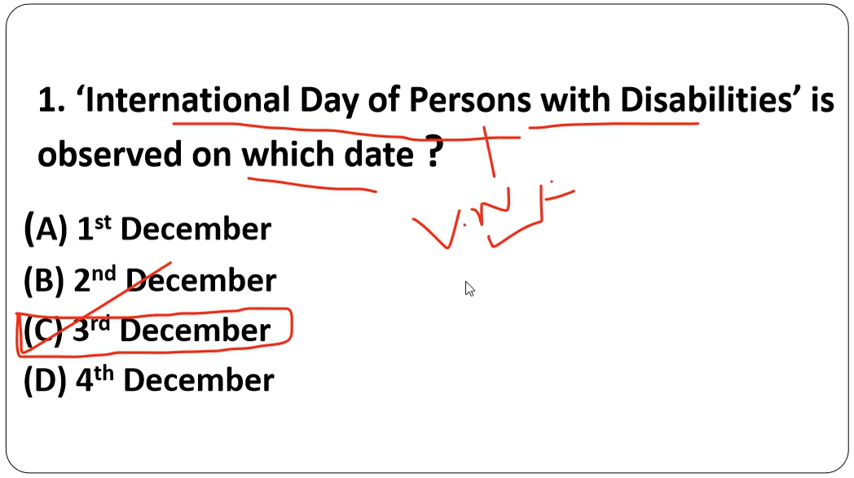 1. ‘International Day of Persons with Disabilities’ is
observed on which date ?
(A) 1st December
(B) 2nd December
(C) 3rd December
(D) 4th December